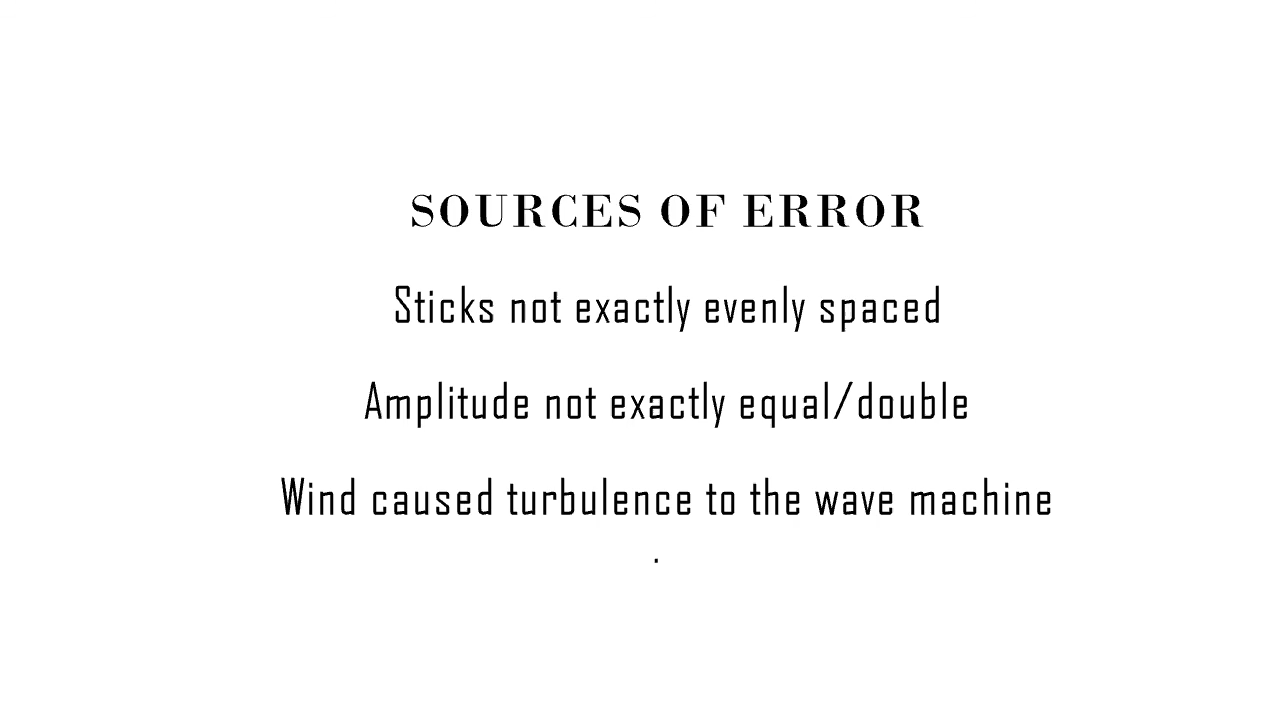 SOURCES OF ERROR
Sticks not exactly evenly spaced
Amplitude not exactly equal/double
Wind caused turbulence to the wave machine
.